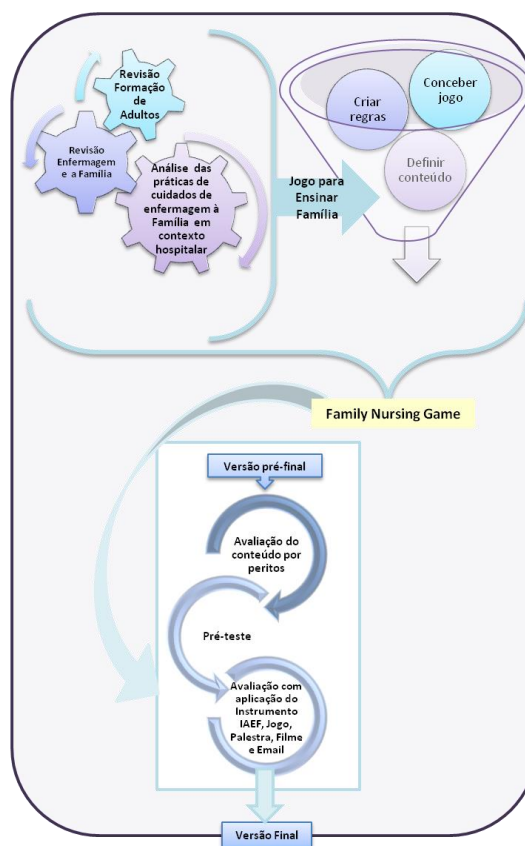 Revisão
Formação
de
Adultos
Revisão
Enfermagem
e a Família
Análise das
práticas de
cuidados de
enfermagem à
Família em
contexto
hospitalar
Jogo para
Ensinar
Família
Criar
regras
Conceber
jogo
Definir
conteúdo
Family Nursing Game
Versão pré-final
Avaliação do
conteúdo por
peritos
Pré-teste
Avaliação com
aplicação do
Instrumento
IAEF, Jogo,
Palestra, Filme
e Email
Versão Final